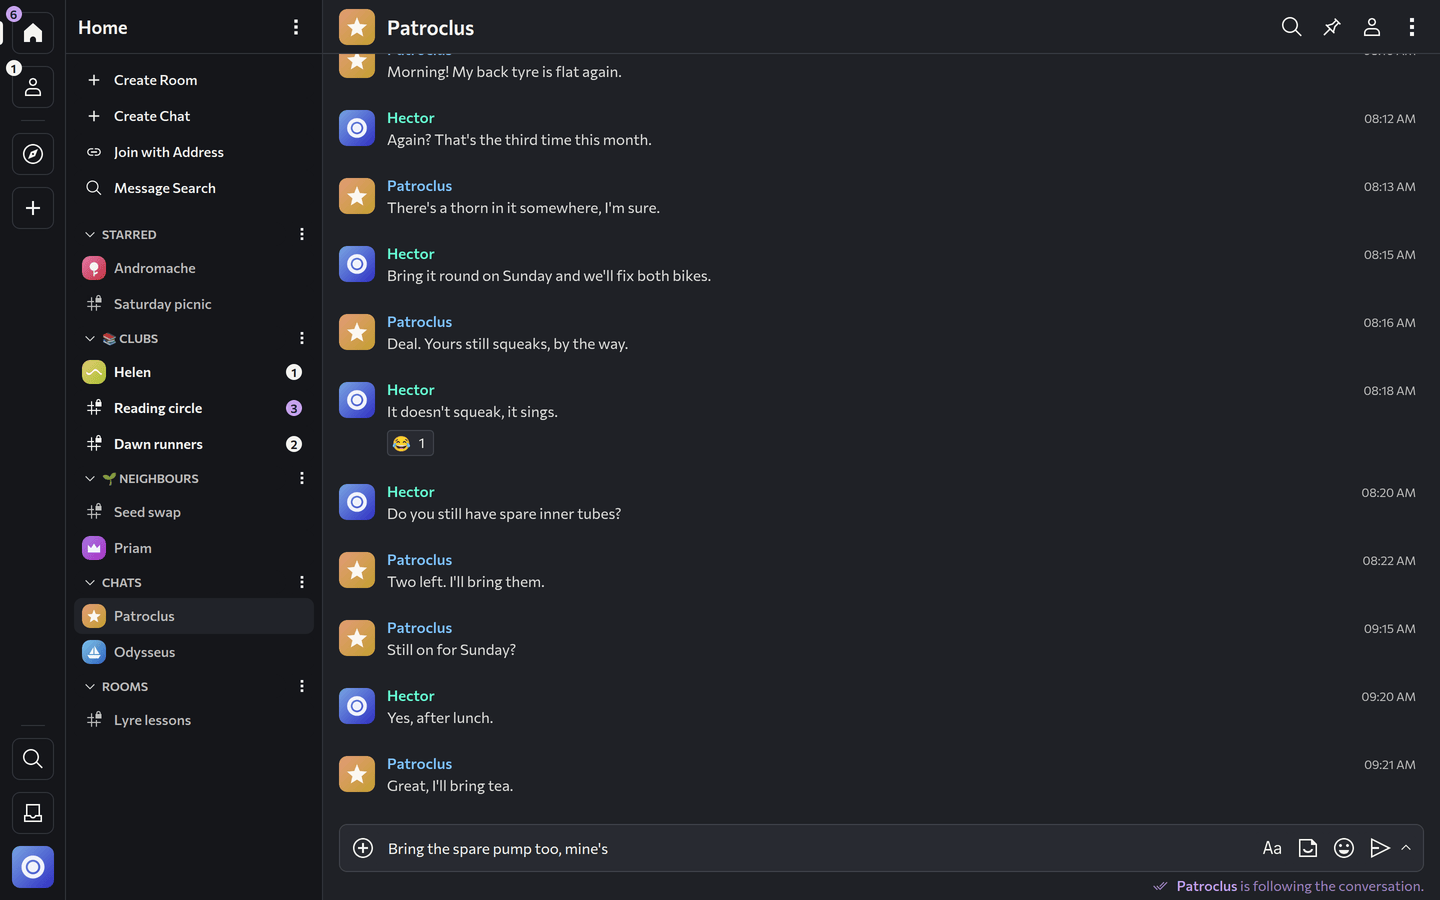 6
1
Home
Create Room
Create Chat
Join with Address
Message Search
STARRED
Andromache
Saturday picnic
📚 CLUBS
Helen 1
Reading circle 3
Dawn runners 2
🌱 NEIGHBOURS
Seed swap
Priam
CHATS
Patroclus
Odysseus
ROOMS
Lyre lessons
Patroclus
Morning! My back tyre is flat again.
Hector 08:12 AM
Again? That's the third time this month.
Patroclus 08:13 AM
There's a thorn in it somewhere, I'm sure.
Hector 08:15 AM
Bring it round on Sunday and we'll fix both bikes.
Patroclus 08:16 AM
Deal. Yours still squeaks, by the way.
Hector 08:18 AM
It doesn't squeak, it sings.
😂 1
Hector 08:20 AM
Do you still have spare inner tubes?
Patroclus 08:22 AM
Two left. I'll bring them.
Patroclus 09:15 AM
Still on for Sunday?
Hector 09:20 AM
Yes, after lunch.
Patroclus 09:21 AM
Great, I'll bring tea.
Bring the spare pump too, mine's
Aa
Patroclus is following the conversation.